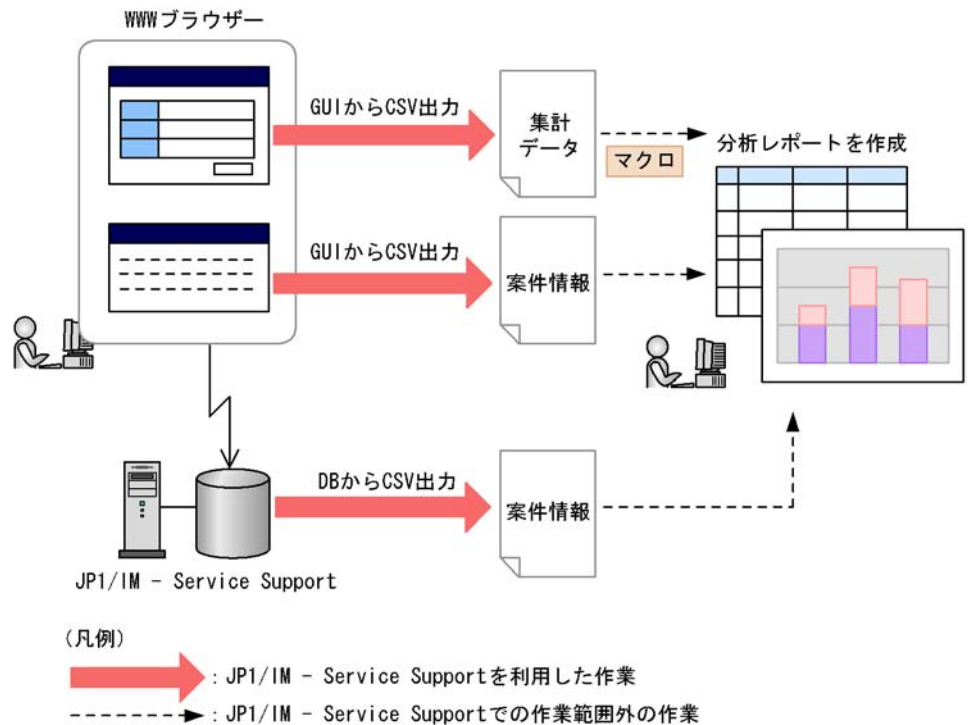 WWWブラウザー
GUIからCSV出力
集計
データ
マクロ
分析レポートを作成
GUIからCSV出力
案件情報
DBからCSV出力
案件情報
JP1/IM - Service Support
(凡例)
: JP1/IM - Service Supportを利用した作業
: JP1/IM - Service Supportでの作業範囲外の作業